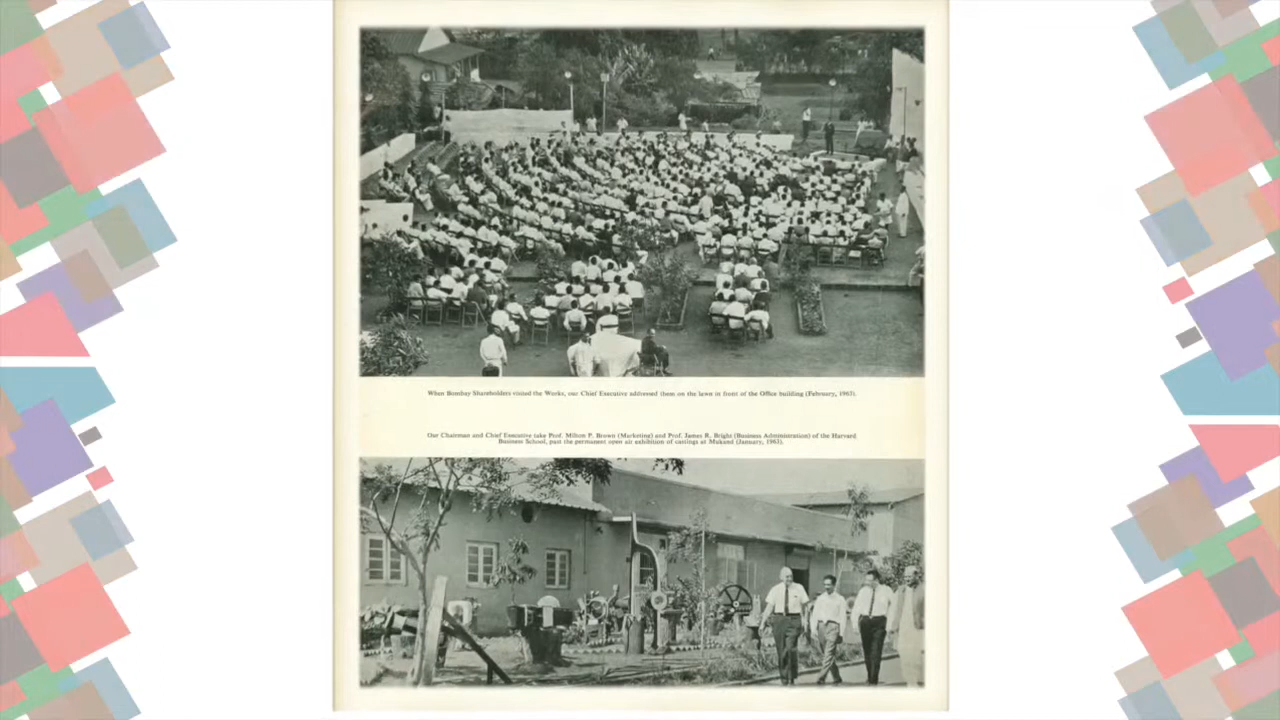 When Bombay Shareholders visited the Works, our Chief Executive addressed them on the lawn in front of the Office building (February, 1963).
Our Chairman and Chief Executive take Prof. Milton P. Brown (Marketing) and Prof. James R. Bright (Business Administration) of the Harvard
Business School, past the permanent open air exhibition of castings at Mukand (January, 1963).